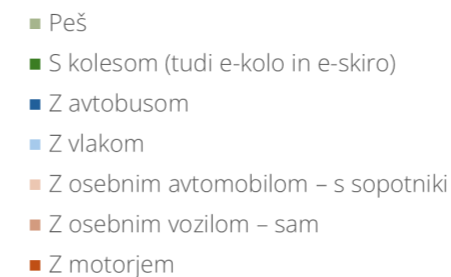 Peš
S kolesom (tudi e-kolo in e-skiro)
Z avtobusom
Z vlakom
Z osebnim avtomobilom – s sopotniki
Z osebnim vozilom – sam
Z motorjem